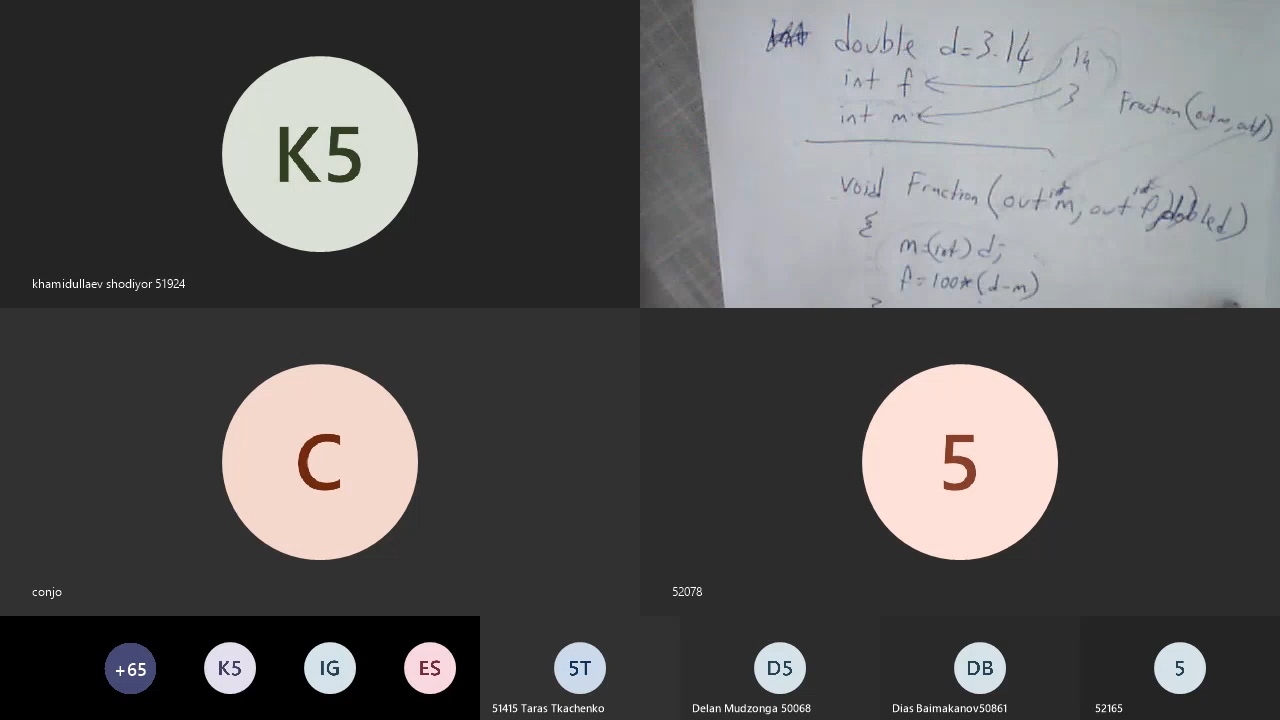 K5
khamidullaev shodiyor 51924
double d=3.14
14
int f
3
int m
Fraction(out m, out f)
void Fraction(out int m, out int f, double d)
{
m=(int) d;
f=100*(d-m)
}
C
conjo
5
52078
+65
K5
IG
ES
5T
51415 Taras Tkachenko
D5
Delan Mudzonga 50068
DB
Dias Baimakanov50861
5
52165